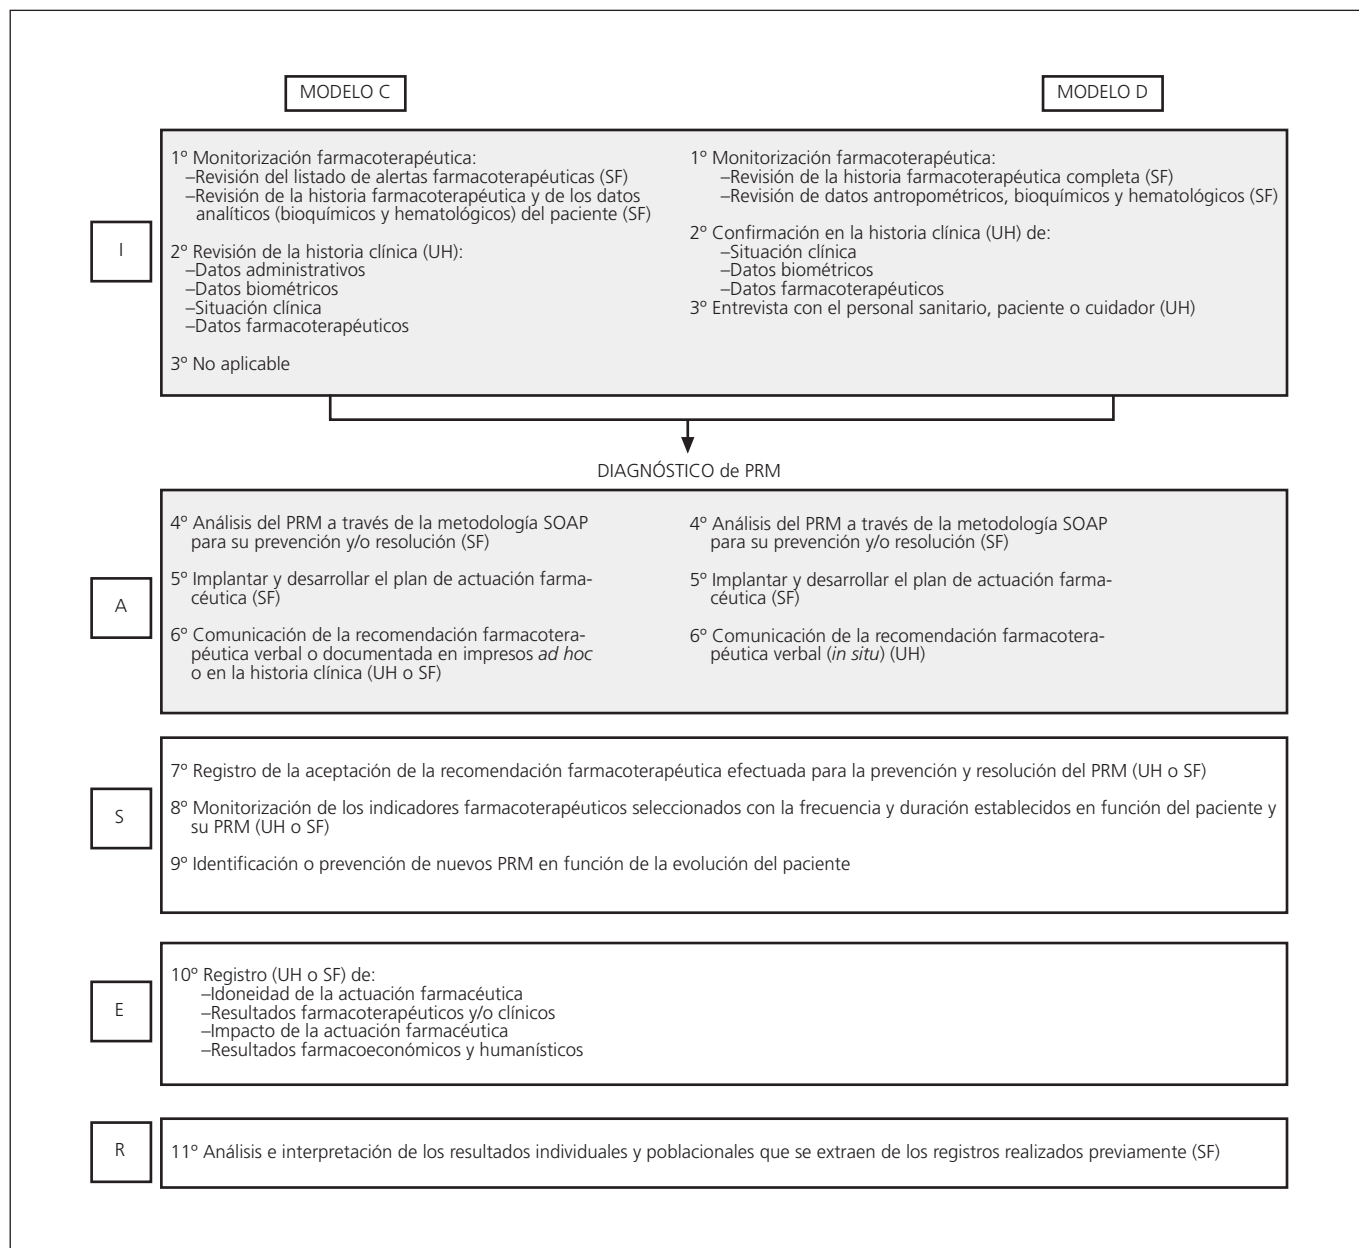 MODELO C
MODELO D
I
1º Monitorización farmacoterapéutica:
–Revisión del listado de alertas farmacoterapéuticas (SF)
–Revisión de la historia farmacoterapéutica y de los datos
analíticos (bioquímicos y hematológicos) del paciente (SF)
2º Revisión de la historia clínica (UH):
–Datos administrativos
–Datos biométricos
–Situación clínica
–Datos farmacoterapéuticos
3º No aplicable
1º Monitorización farmacoterapéutica:
–Revisión de la historia farmacoterapéutica completa (SF)
–Revisión de datos antropométricos, bioquímicos y hematológicos (SF)
2º Confirmación en la historia clínica (UH) de:
–Situación clínica
–Datos biométricos
–Datos farmacoterapéuticos
3º Entrevista con el personal sanitario, paciente o cuidador (UH)
DIAGNÓSTICO de PRM
A
4º Análisis del PRM a través de la metodología SOAP
para su prevención y/o resolución (SF)
5º Implantar y desarrollar el plan de actuación farma-
céutica (SF)
6º Comunicación de la recomendación farmacotera-
péutica verbal o documentada en impresos ad hoc
o en la historia clínica (UH o SF)
4º Análisis del PRM a través de la metodología SOAP
para su prevención y/o resolución (SF)
5º Implantar y desarrollar el plan de actuación farma-
céutica (SF)
6º Comunicación de la recomendación farmacotera-
péutica verbal (in situ) (UH)
S
7º Registro de la aceptación de la recomendación farmacoterapéutica efectuada para la prevención y resolución del PRM (UH o SF)
8º Monitorización de los indicadores farmacoterapéuticos seleccionados con la frecuencia y duración establecidos en función del paciente y
su PRM (UH o SF)
9º Identificación o prevención de nuevos PRM en función de la evolución del paciente
E
10º Registro (UH o SF) de:
–Idoneidad de la actuación farmacéutica
–Resultados farmacoterapéuticos y/o clínicos
–Impacto de la actuación farmacéutica
–Resultados farmacoeconómicos y humanísticos
R
11º Análisis e interpretación de los resultados individuales y poblacionales que se extraen de los registros realizados previamente (SF)